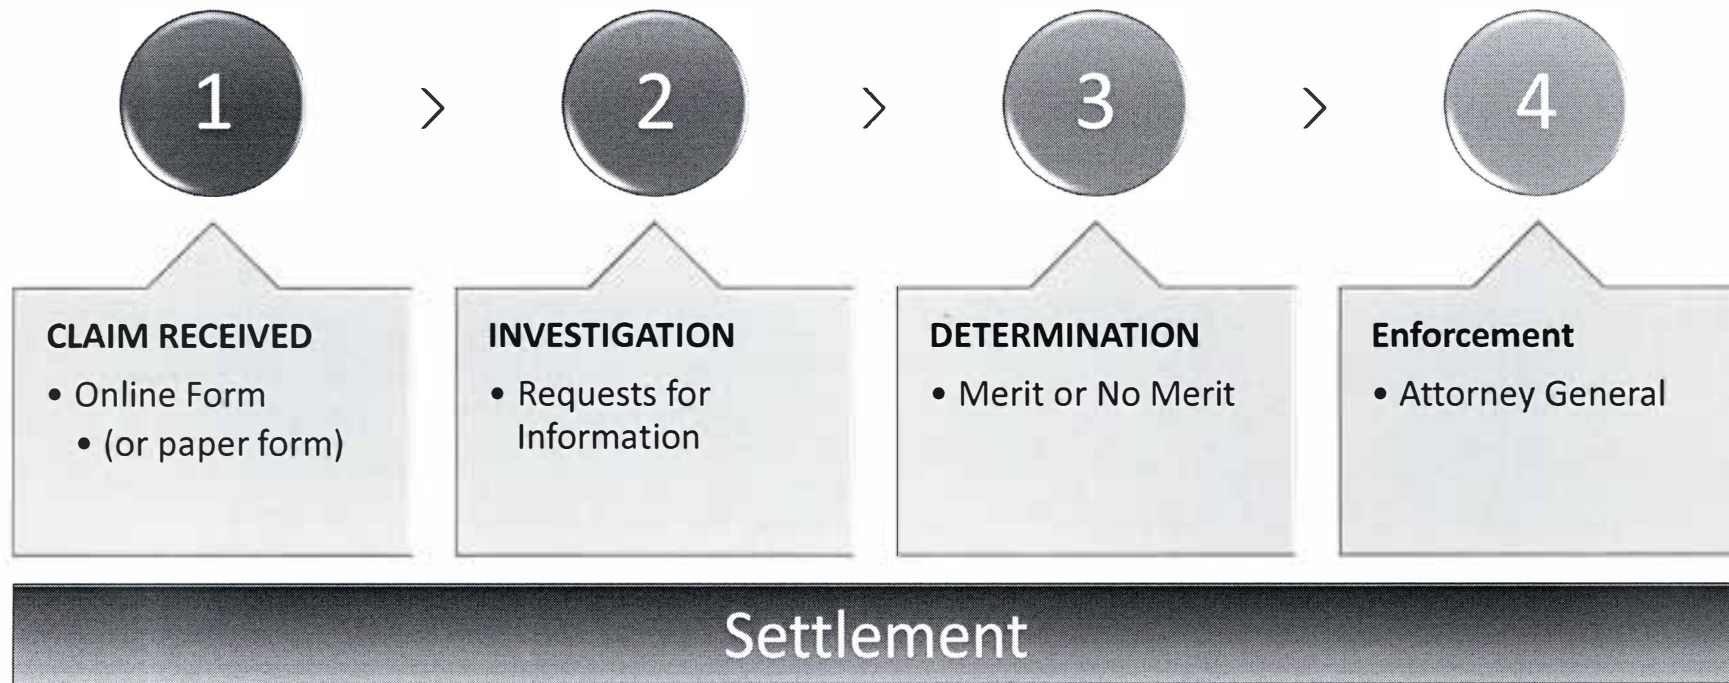 1 > 2 > 3 > 4
CLAIM RECEIVED
• Online Form
• (or paper form)
INVESTIGATION
• Requests for
Information
DETERMINATION
• Merit or No Merit
Enforcement
• Attorney General
Settlement